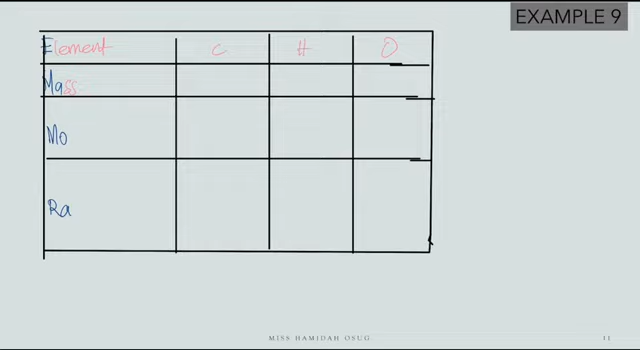 EXAMPLE 9
Element C H O
Mass
Mo
Ra
MISS HAMIDAH OSUG 11